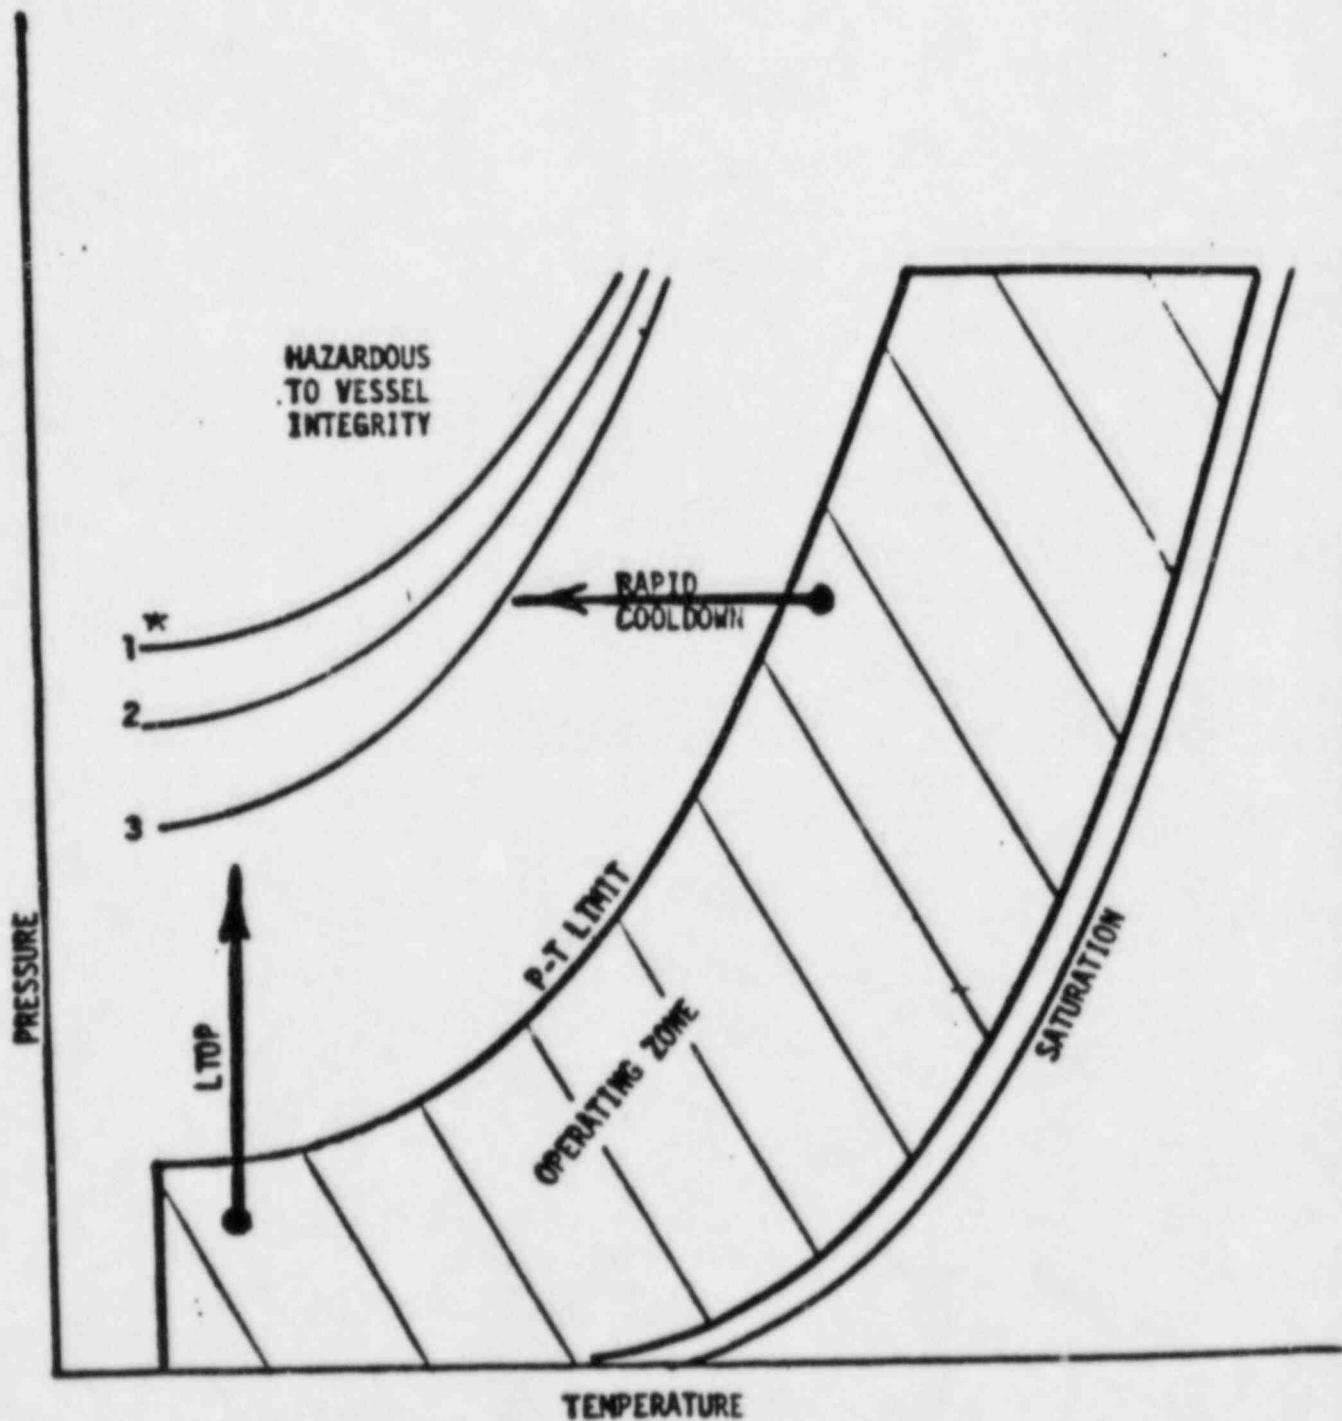 HAZARDOUS
TO VESSEL
INTEGRITY
RAPID
COOLDOWN
1*
2
3
P-T LIMIT
PRESSURE
LTOP
OPERATING ZONE
SATURATION
TEMPERATURE